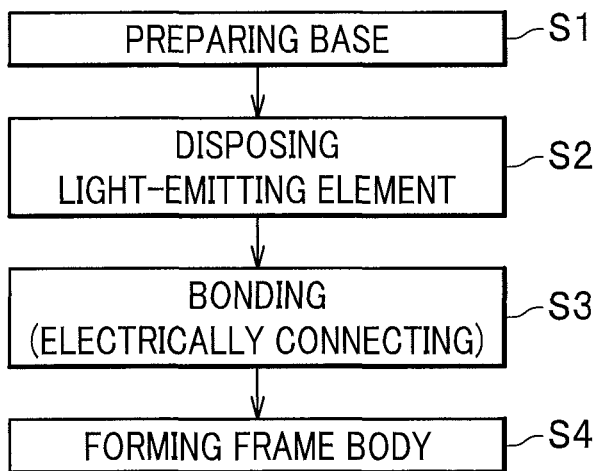 PREPARING BASE
S1
DISPOSING
LIGHT-EMITTING ELEMENT
S2
BONDING
(ELECTRICALLY CONNECTING)
S3
FORMING FRAME BODY
S4